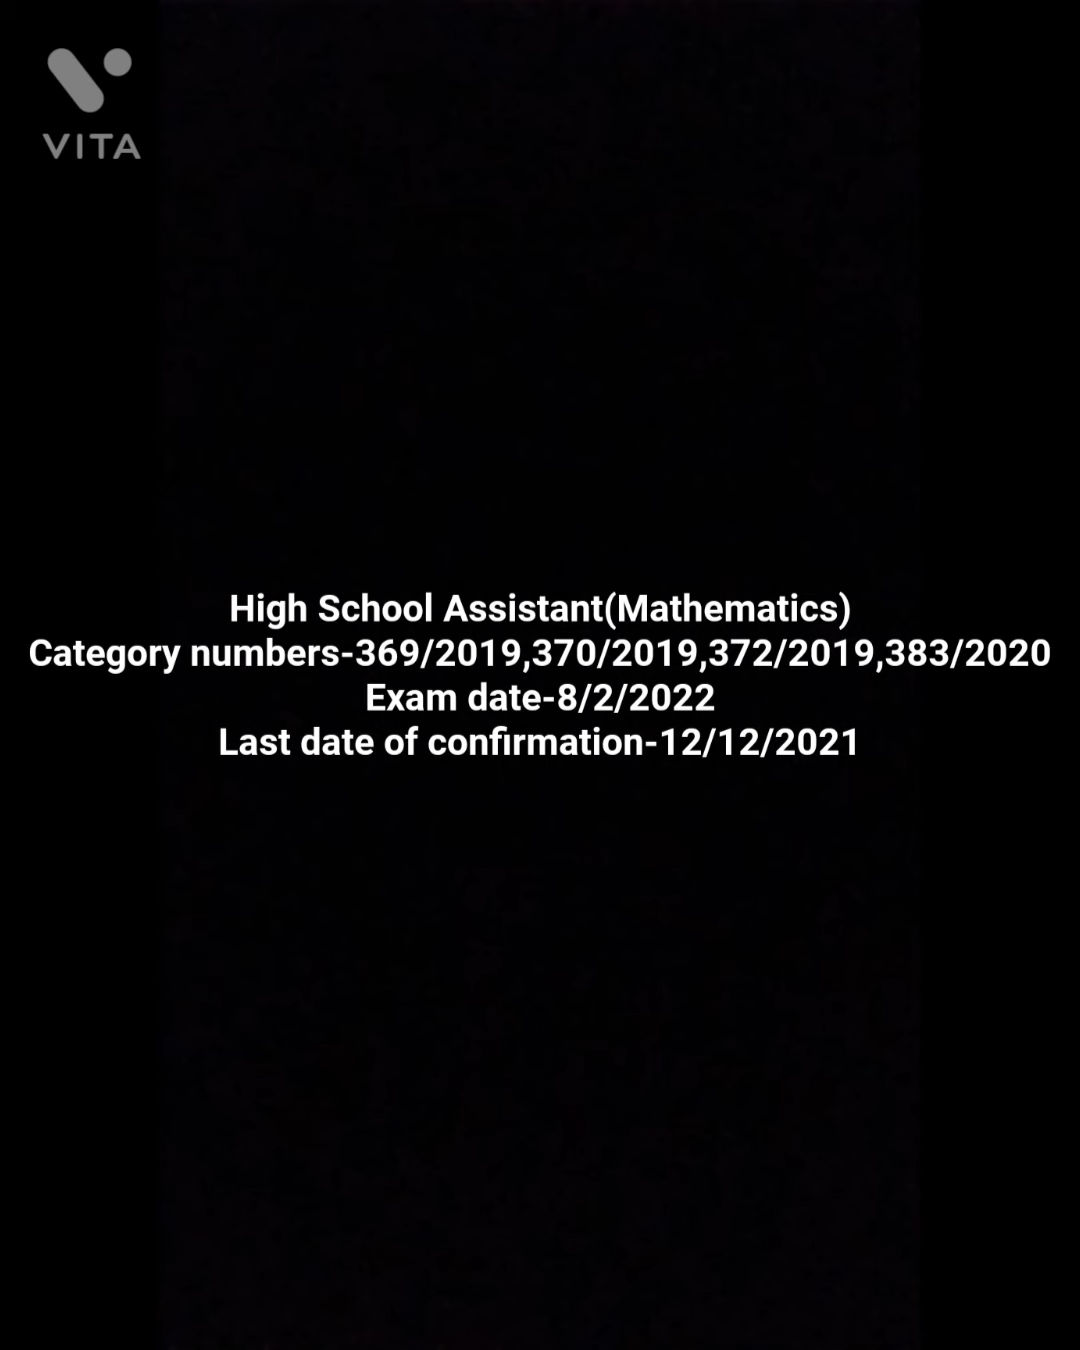 VITA
High School Assistant(Mathematics)
Category numbers-369/2019,370/2019,372/2019,383/2020
Exam date-8/2/2022
Last date of confirmation-12/12/2021